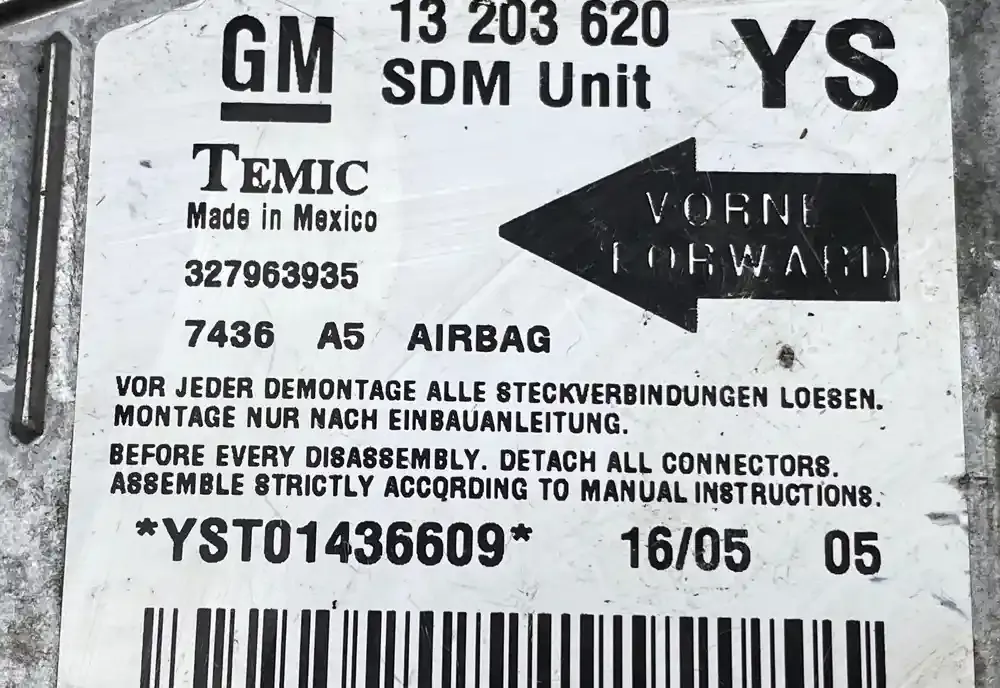 GM 13 203 620 YS
SDM Unit
TEMIC
Made in Mexico
VORNE
FORWARD
327963935
7436 A5 AIRBAG
VOR JEDER DEMONTAGE ALLE STECKVERBINDUNGEN LOESEN.
MONTAGE NUR NACH EINBAUANLEITUNG.
BEFORE EVERY DISASSEMBLY. DETACH ALL CONNECTORS.
ASSEMBLE STRICTLY ACCORDING TO MANUAL INSTRUCTIONS.
*YST01436609* 16/05 05